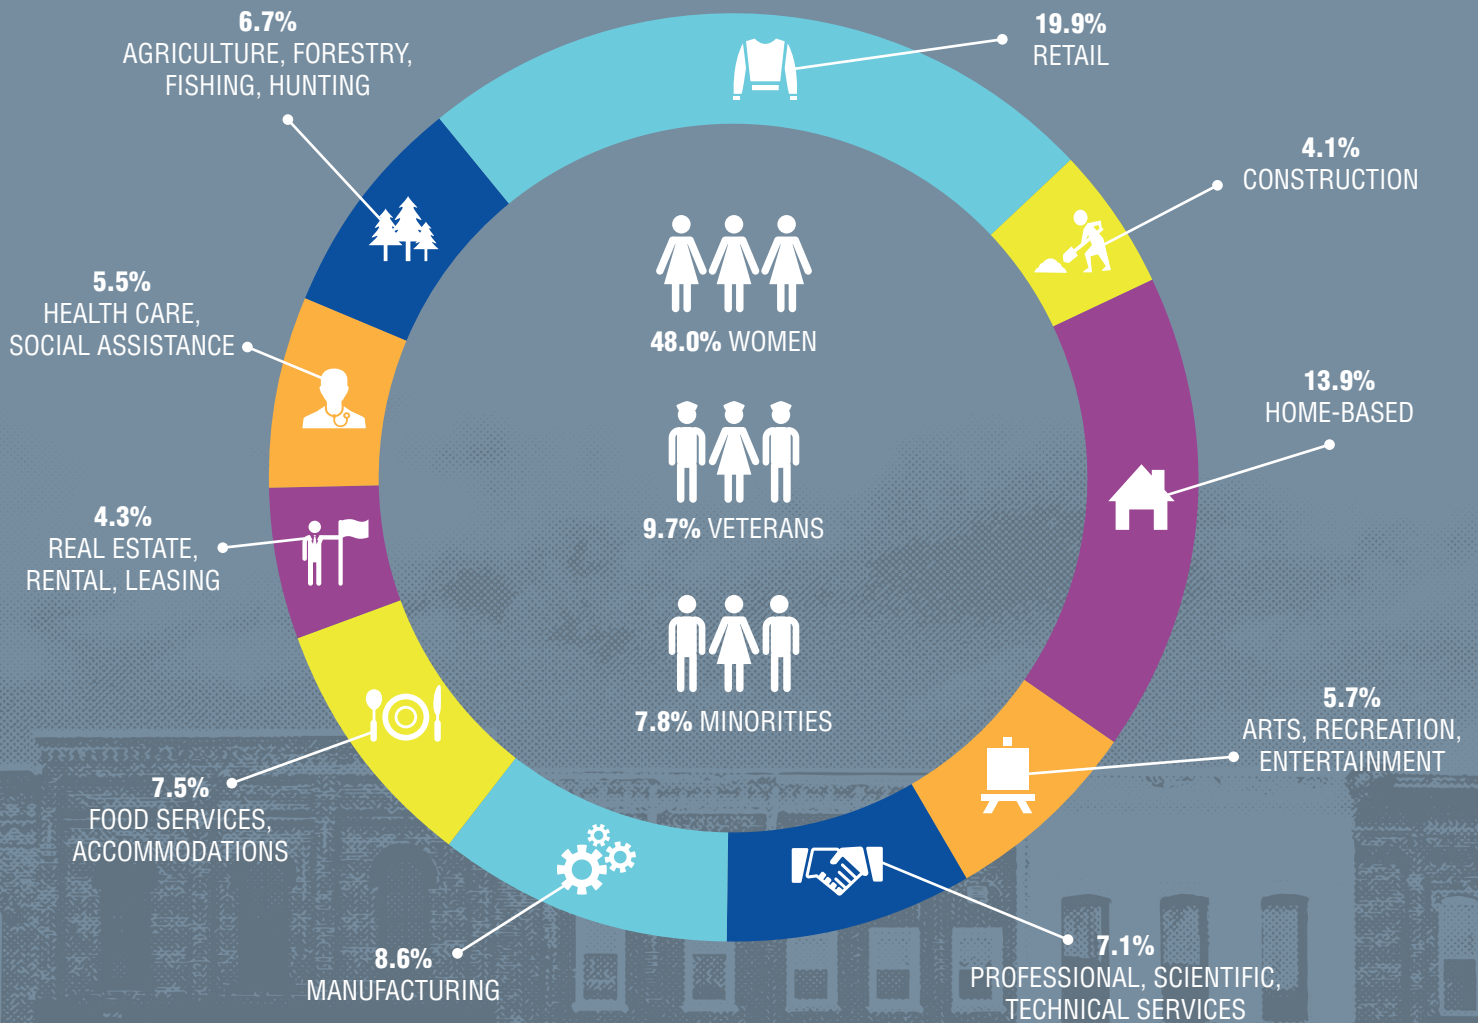 6.7%
AGRICULTURE, FORESTRY,
FISHING, HUNTING
19.9%
RETAIL
4.1%
CONSTRUCTION
5.5%
HEALTH CARE,
SOCIAL ASSISTANCE
48.0% WOMEN
13.9%
HOME-BASED
4.3%
REAL ESTATE,
RENTAL, LEASING
9.7% VETERANS
7.8% MINORITIES
5.7%
ARTS, RECREATION,
ENTERTAINMENT
7.5%
FOOD SERVICES,
ACCOMMODATIONS
8.6%
MANUFACTURING
7.1%
PROFESSIONAL, SCIENTIFIC,
TECHNICAL SERVICES